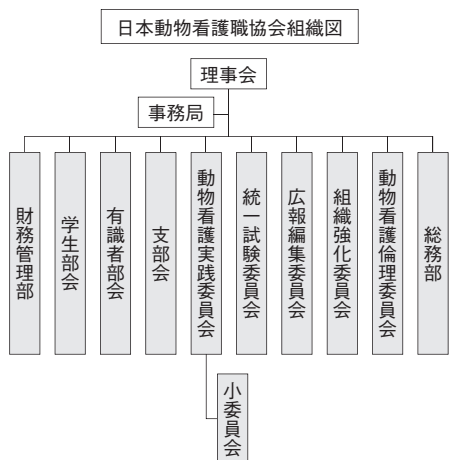 日本動物看護職協会組織図
理事会
事務局
財務管理部
学生部会
有識者部会
支部会
動物看護実践委員会
統一試験委員会
広報編集委員会
組織強化委員会
動物看護倫理委員会
総務部
小委員会